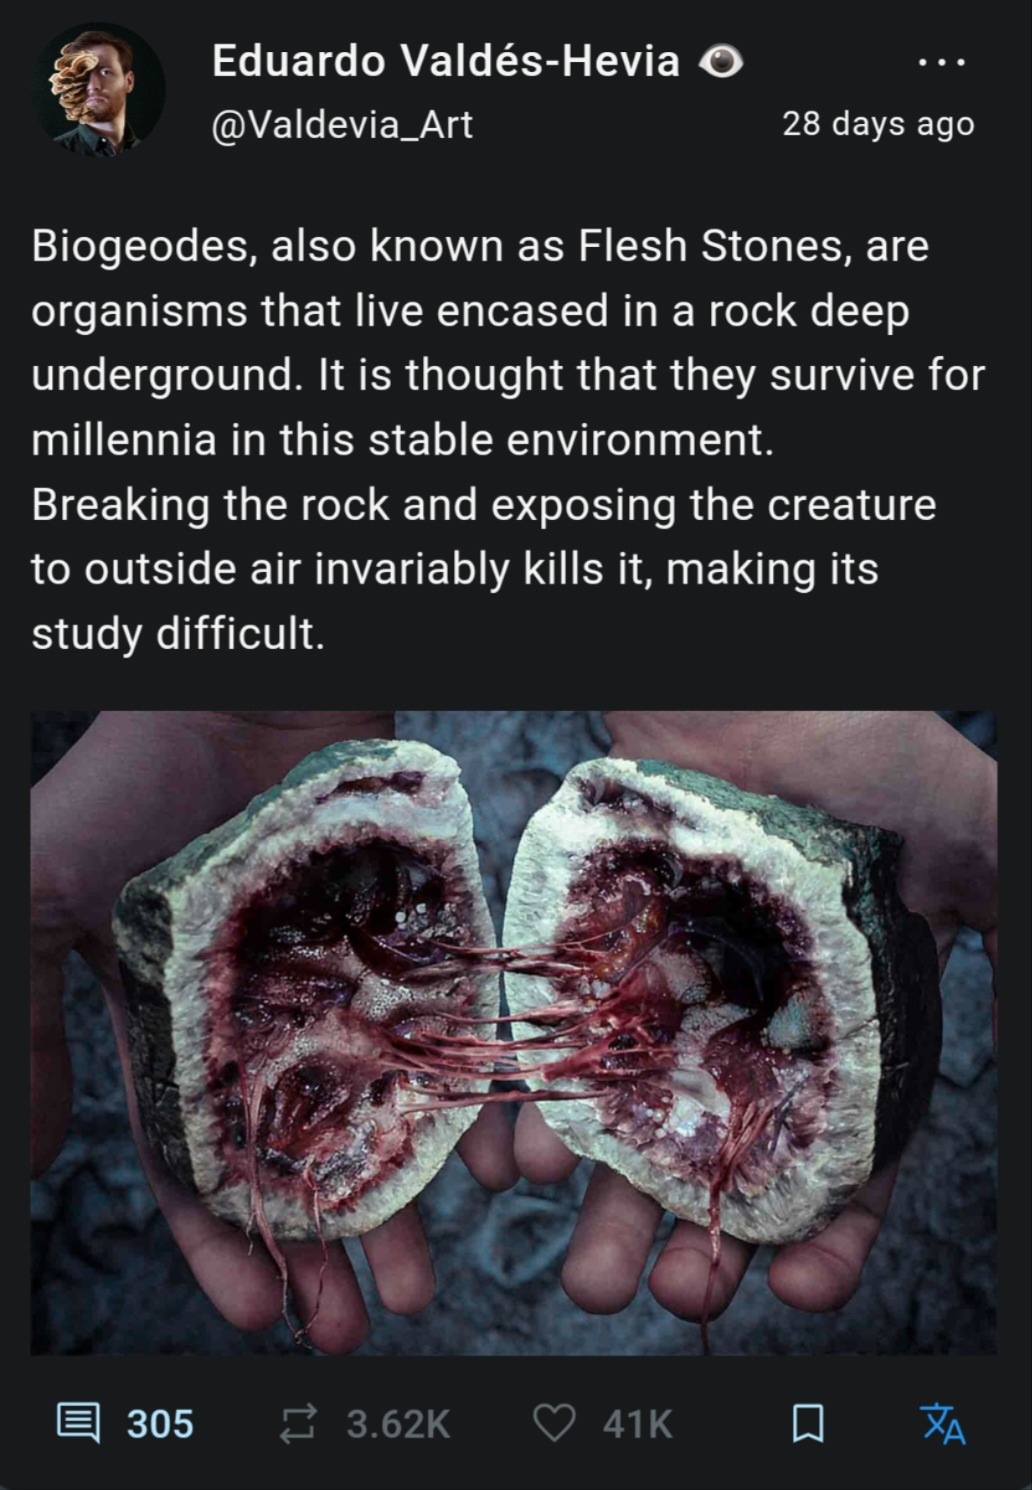 Eduardo Valdés-Hevia 👁
@Valdevia_Art
28 days ago
Biogeodes, also known as Flesh Stones, are
organisms that live encased in a rock deep
underground. It is thought that they survive for
millennia in this stable environment.
Breaking the rock and exposing the creature
to outside air invariably kills it, making its
study difficult.
305 3.62K 41K